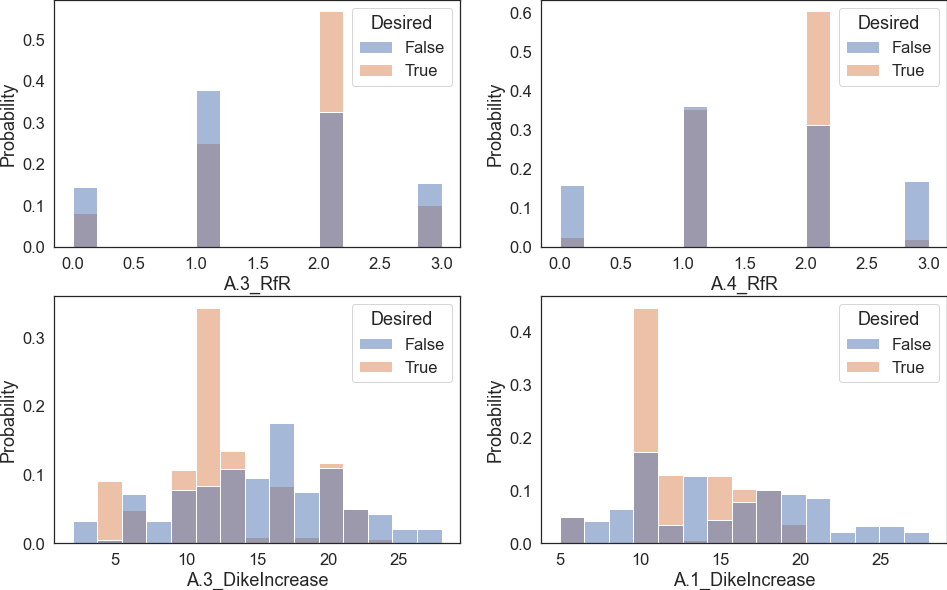 Desired
False
True
Probability
0.5
0.4
0.3
0.2
0.1
0.0
0.0 0.5 1.0 1.5 2.0 2.5 3.0
A.3_RfR
Desired
False
True
Probability
0.6
0.5
0.4
0.3
0.2
0.1
0.0
0.0 0.5 1.0 1.5 2.0 2.5 3.0
A.4_RfR
Desired
False
True
Probability
0.3
0.2
0.1
0.0
5 10 15 20 25
A.3_DikeIncrease
Desired
False
True
Probability
0.4
0.3
0.2
0.1
0.0
5 10 15 20 25
A.1_DikeIncrease